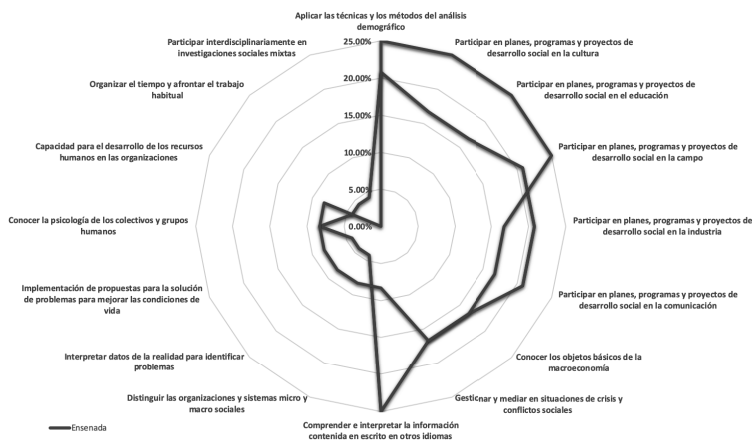 Aplicar las técnicas y los métodos del análisis
demográfico
25.00%
20.00%
15.00%
10.00%
5.00%
0.00%
Participar en planes, programas y proyectos de
desarrollo social en la cultura
Participar en planes, programas y proyectos de
desarrollo social en el educación
Participar en planes, programas y proyectos de
desarrollo social en la campo
Participar en planes, programas y proyectos de
desarrollo social en la industria
Participar en planes, programas y proyectos de
desarrollo social en la comunicación
Conocer los objetos básicos de la
macroeconomía
Gesticnar y mediar en situaciones de crisis y
conflictos sociales
Comprender e interpretar la información
contenida en escrito en otros idiomas
Distinguir las organizaciones y sistemas micro y
macro sociales
Interpretar datos de la realidad para identificar
problemas
Implementación de propuestas para la solución
de problemas para mejorar las condiciones de
vida
Conocer la psicología de los colectivos y grupos
humanos
Capacidad para el desarrollo de los recursos
humanos en las organizaciones
Organizar el tiempo y afrontar el trabajo
habitual
Participar interdisciplinariamente en
investigaciones sociales mixtas
Ensenada